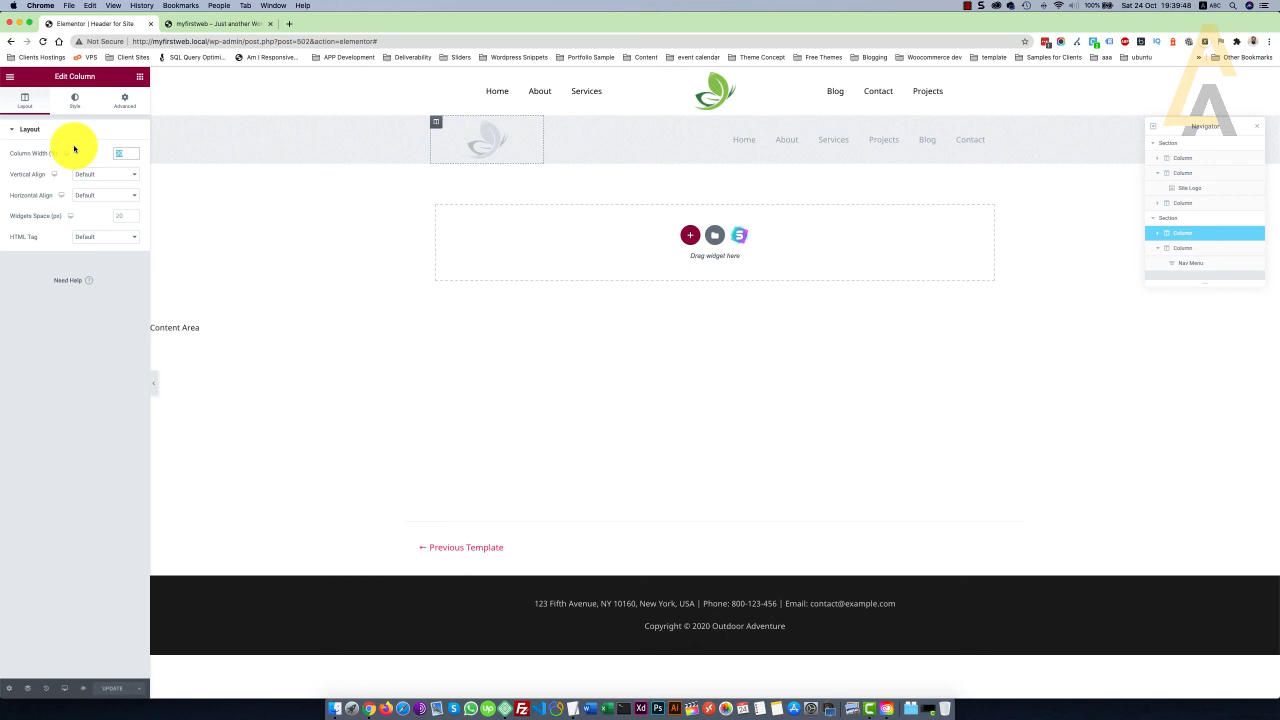 Chrome File Edit View History Bookmarks People Tab Window Help 100% Sat 24 Oct 19:39:48 ABC
Elementor | Header for Site
myfirstweb – Just another Wo
Not Secure | http://myfirstweb.local/wp-admin/post.php?post=502&action=elementor#
Clients Hostings VPS Client Sites SQL Query Optimi... Am I Responsive... APP Development Deliverability Sliders Wordpress Snippets Portfolio Sample Content event calendar Theme Concept Free Themes Blogging Woocommerce dev template Samples for Clients aaa ubuntu » Other Bookmarks
Edit Column
Layout Style Advanced
Layout
Column Width (%)
Vertical Align Default
Horizontal Align Default
Widgets Space (px) 20
HTML Tag Default
Need Help ?
UPDATE
Home About Services Blog Contact Projects
Home About Services Projects Blog Contact
Drag widget here
Content Area
← Previous Template
123 Fifth Avenue, NY 10160, New York, USA | Phone: 800-123-456 | Email: contact@example.com
Copyright © 2020 Outdoor Adventure
Navigator
Section
Column
Column
Site Logo
Column
Section
Column
Column
Nav Menu